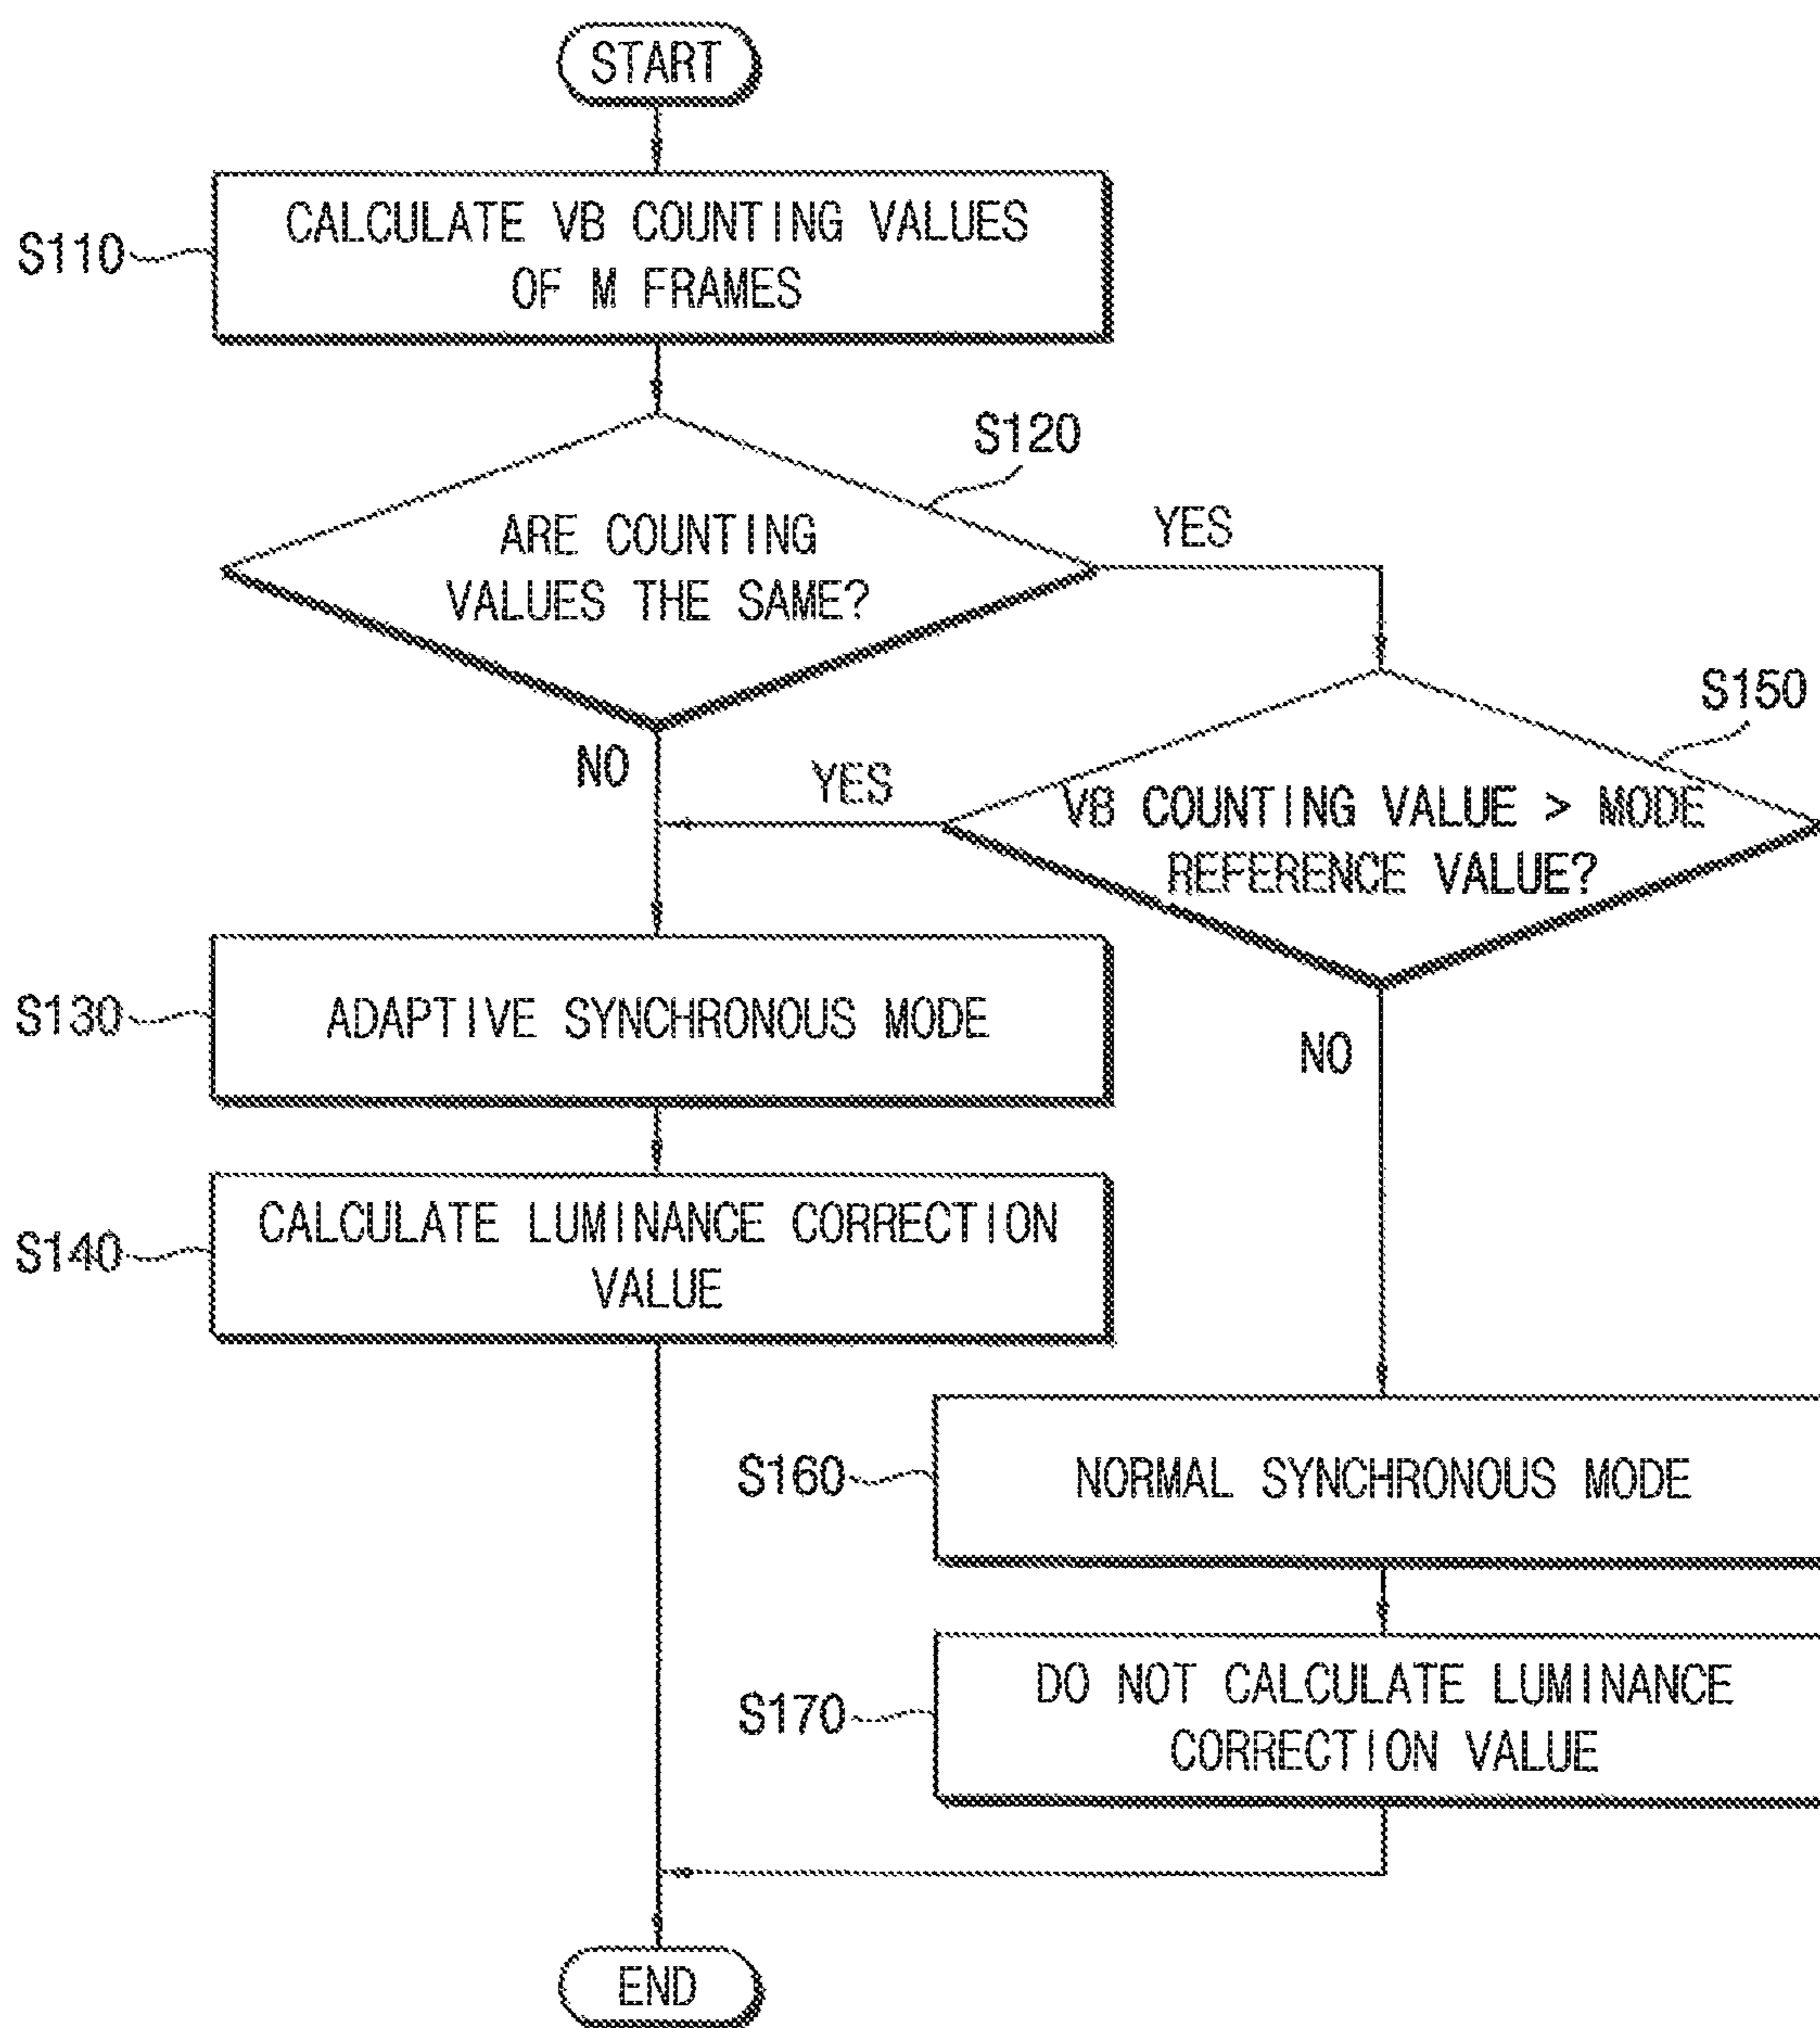 START
S110
CALCULATE VB COUNTING VALUES
OF M FRAMES
S120
ARE COUNTING
VALUES THE SAME?
YES
NO
S150
VB COUNTING VALUE > MODE
REFERENCE VALUE?
YES
NO
S130
ADAPTIVE SYNCHRONOUS MODE
S140
CALCULATE LUMINANCE CORRECTION
VALUE
S160
NORMAL SYNCHRONOUS MODE
S170
DO NOT CALCULATE LUMINANCE
CORRECTION VALUE
END